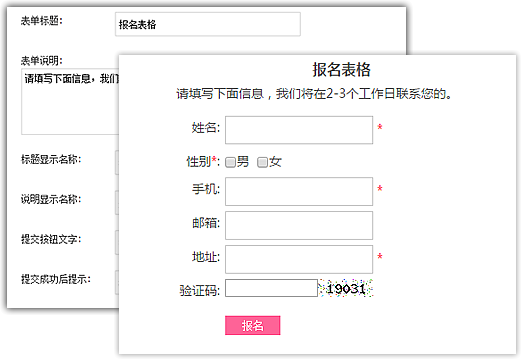 表单标题: 报名表格
表单说明:
请填写下面信息，我们
标题显示名称:
说明显示名称:
提交按钮文字:
提交成功后提示:
报名表格
请填写下面信息，我们将在2-3个工作日联系您的。
姓名: *
性别*: 男 女
手机: *
邮箱:
地址: *
验证码: 19031
报名